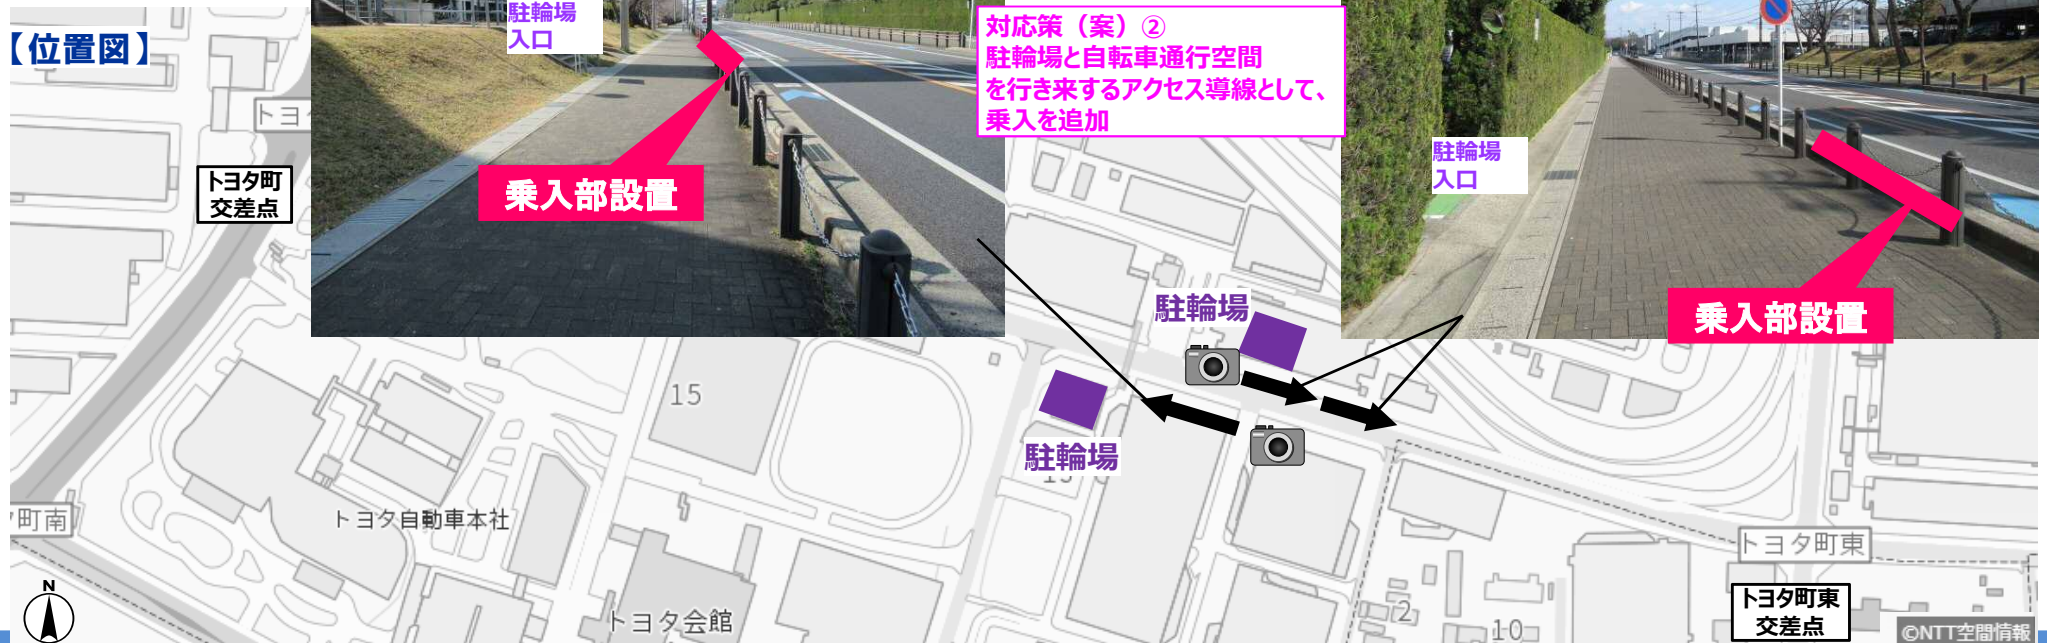 【位置図】
駐輪場
入口
対応策（案）②
駐輪場と自転車通行空間
を行き来するアクセス導線として、
乗入を追加
駐輪場
入口
乗入部設置
乗入部設置
トヨタ町
交差点
駐輪場
駐輪場
15
トヨタ自動車本社
トヨタ会館
町南
トヨタ町東
トヨタ町東
交差点
2
10
N
©NTT空間情報